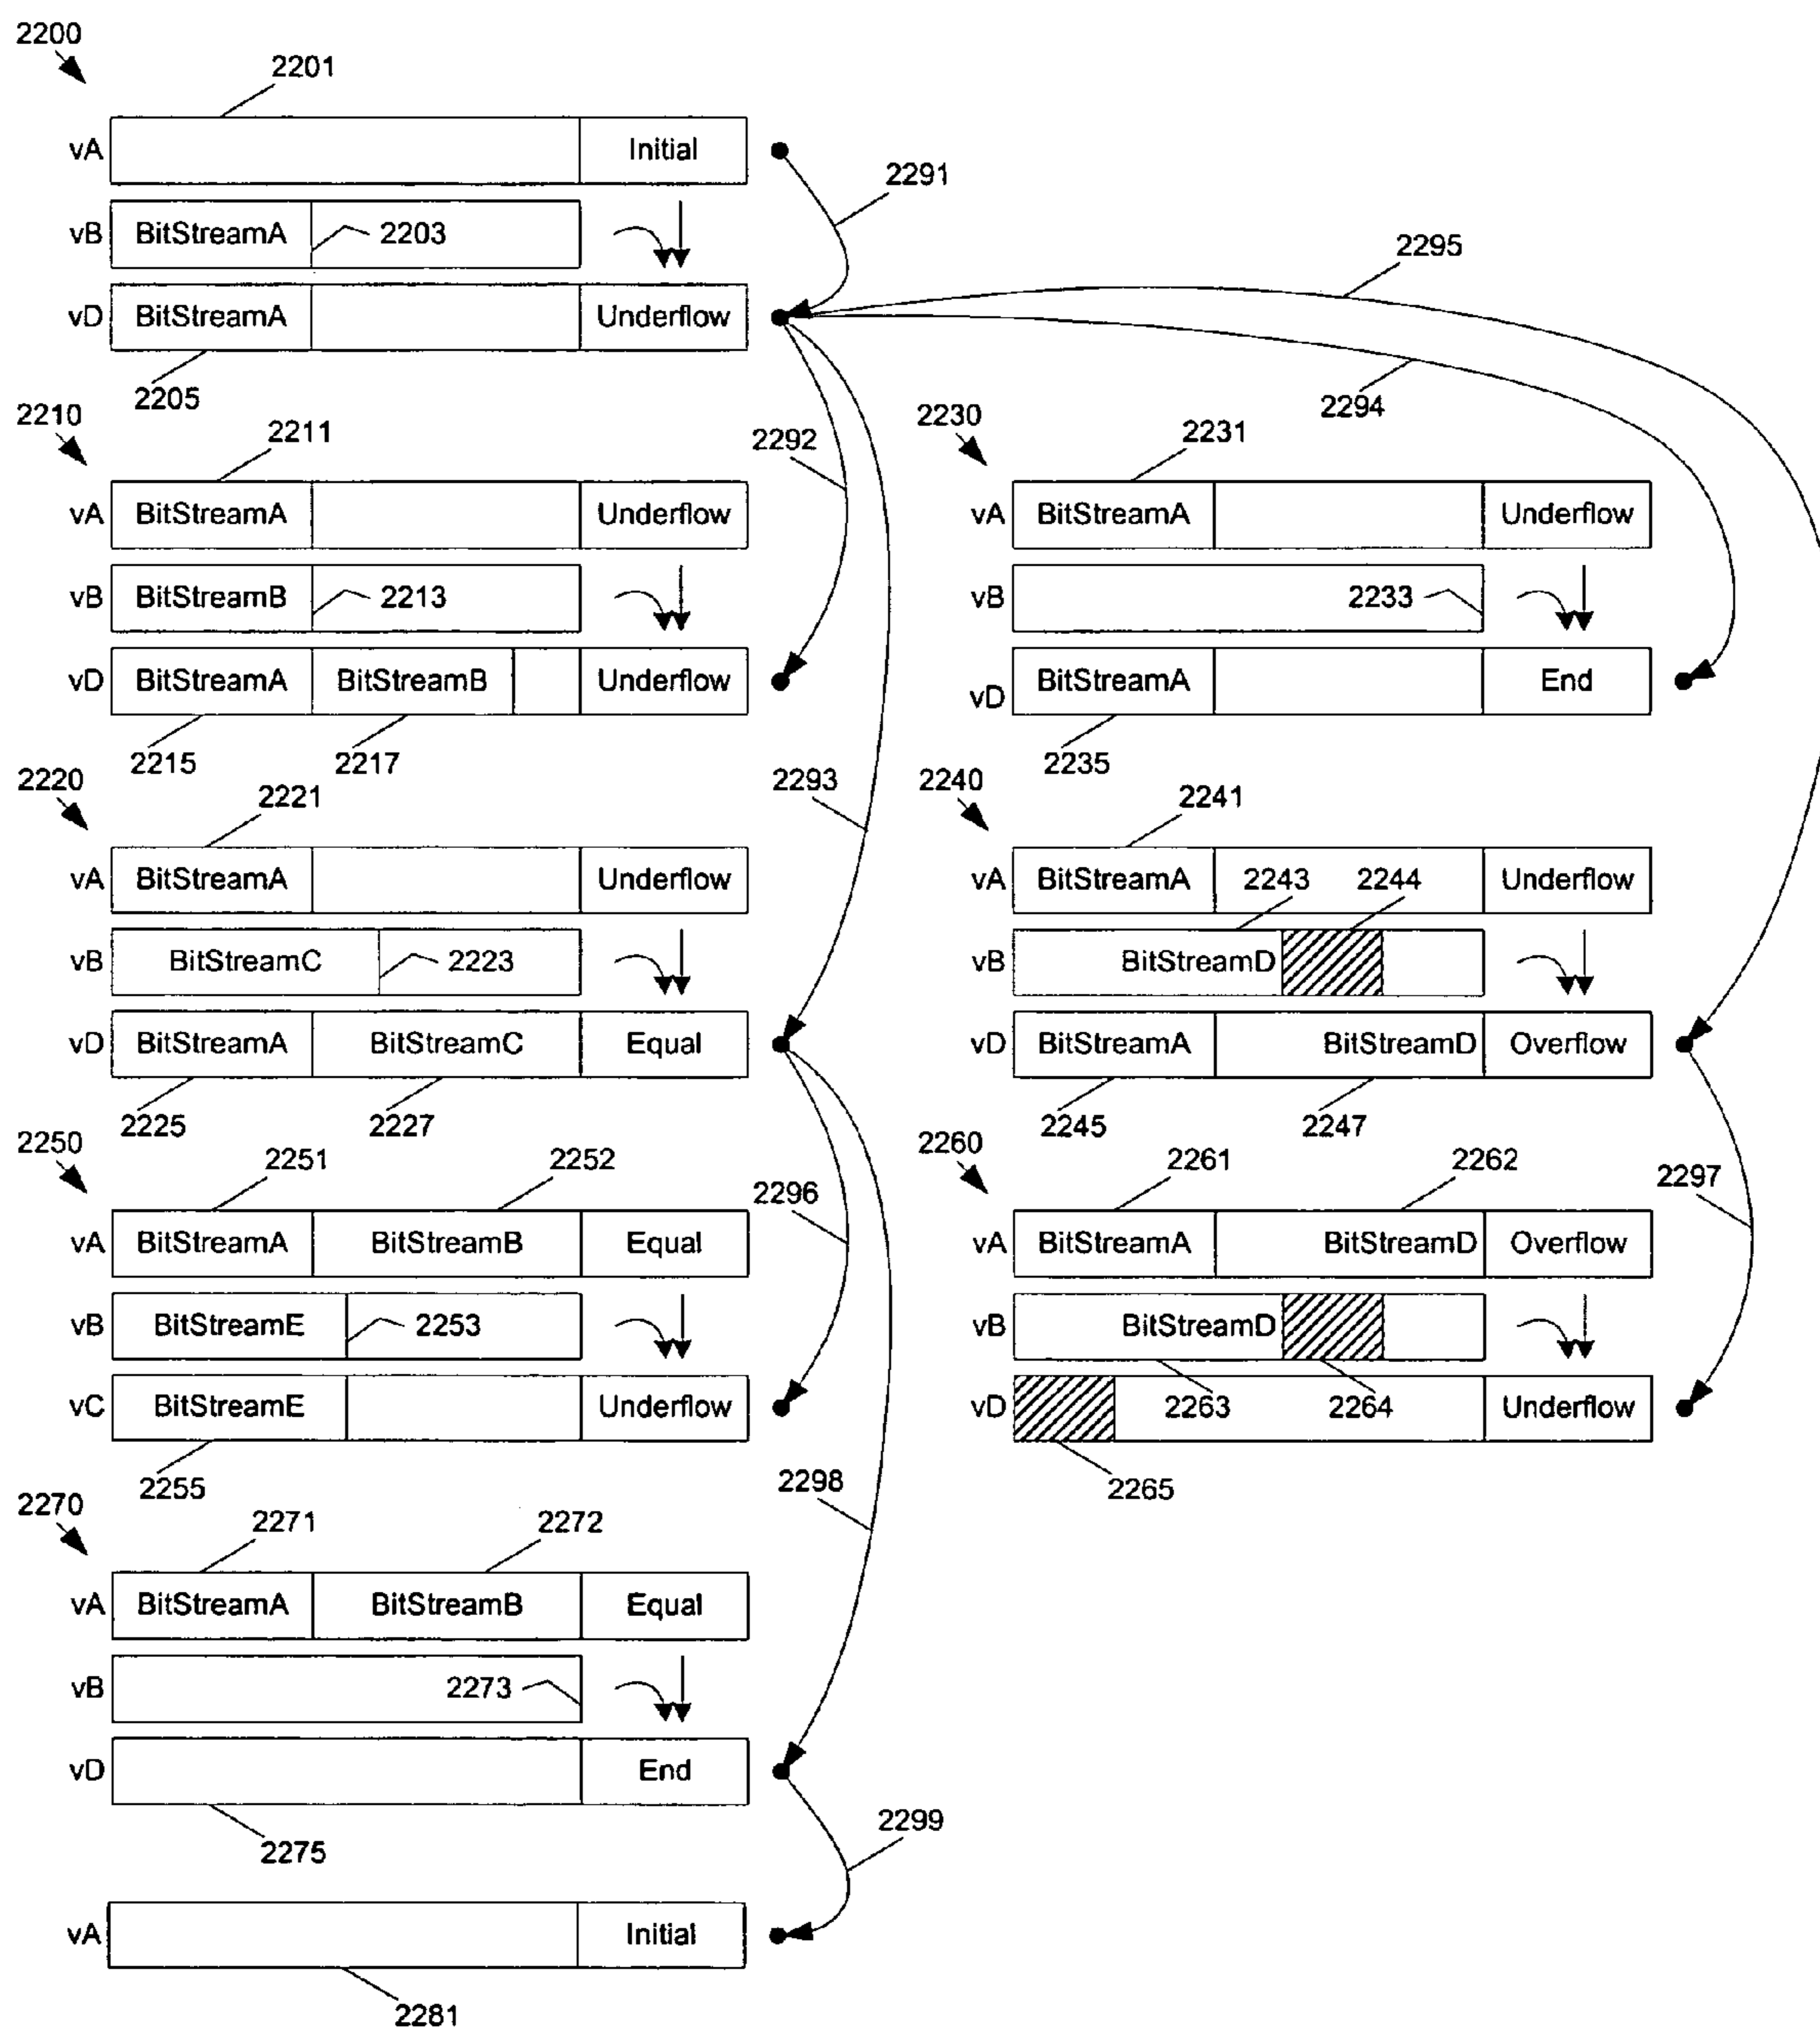 2200
2201
vA Initial
2291
vB BitStreamA 2203
2295
vD BitStreamA Underflow
2205
2294
2210
2211
2292
vA BitStreamA Underflow
vB BitStreamB 2213
vD BitStreamA BitStreamB Underflow
2215 2217
2230
2231
vA BitStreamA Underflow
vB 2233
vD BitStreamA End
2235
2220
2221
2293
vA BitStreamA Underflow
vB BitStreamC 2223
vD BitStreamA BitStreamC Equal
2225 2227
2240
2241
vA BitStreamA 2243 2244 Underflow
vB BitStreamD
vD BitStreamA BitStreamD Overflow
2245 2247
2250
2251 2252
2296
vA BitStreamA BitStreamB Equal
vB BitStreamE 2253
vC BitStreamE Underflow
2255
2260
2261 2262
2297
vA BitStreamA BitStreamD Overflow
vB BitStreamD
vD 2263 2264 Underflow
2265
2270
2271 2272
2298
vA BitStreamA BitStreamB Equal
vB 2273
vD End
2275
2299
vA Initial
2281